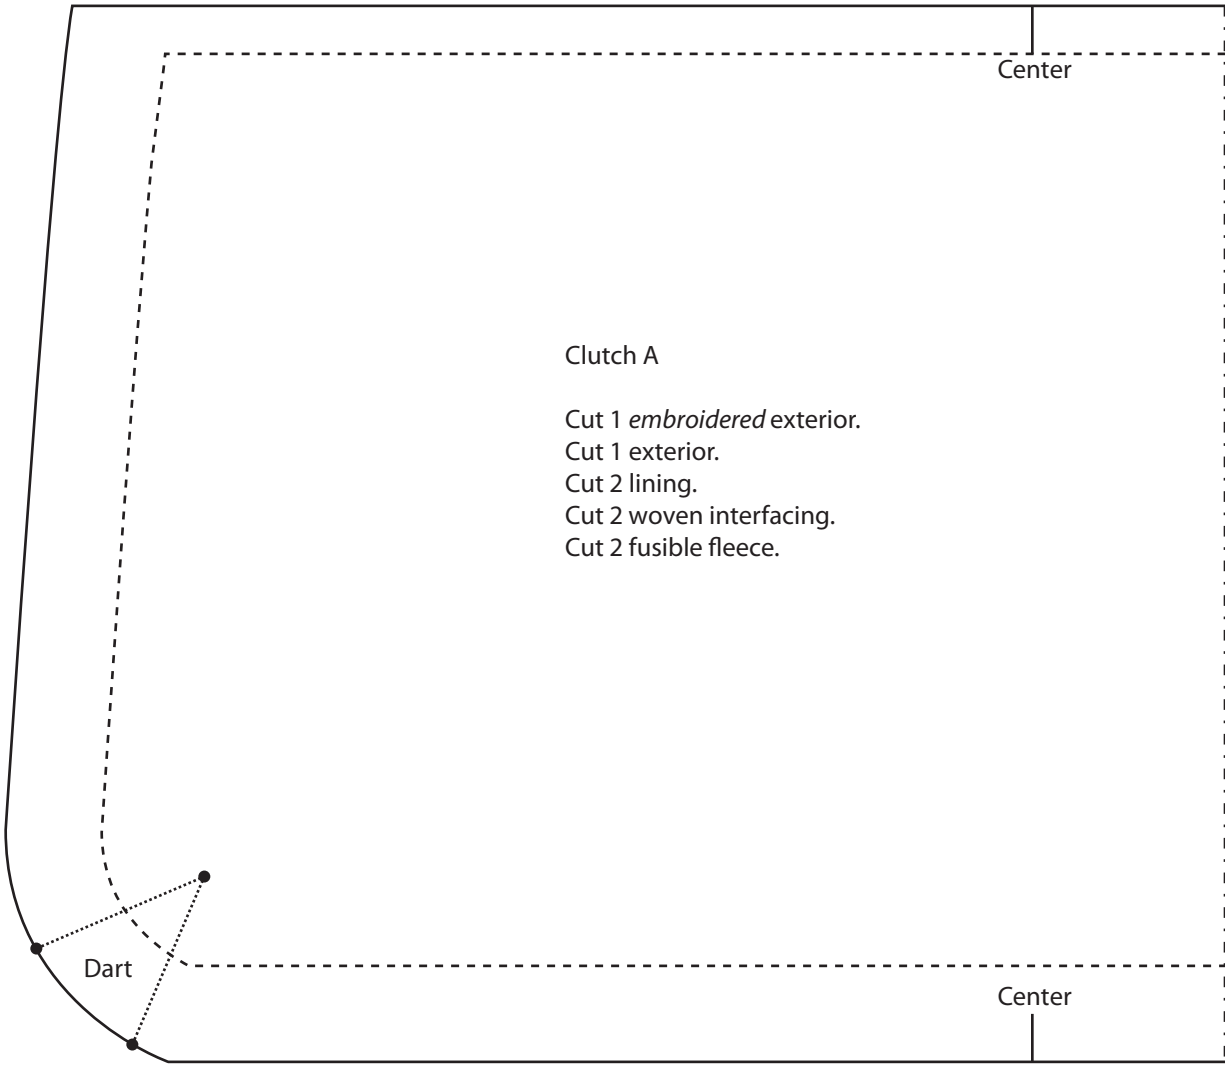 Center
Clutch A
Cut 1 embroidered exterior.
Cut 1 exterior.
Cut 2 lining.
Cut 2 woven interfacing.
Cut 2 fusible fleece.
Dart
Center